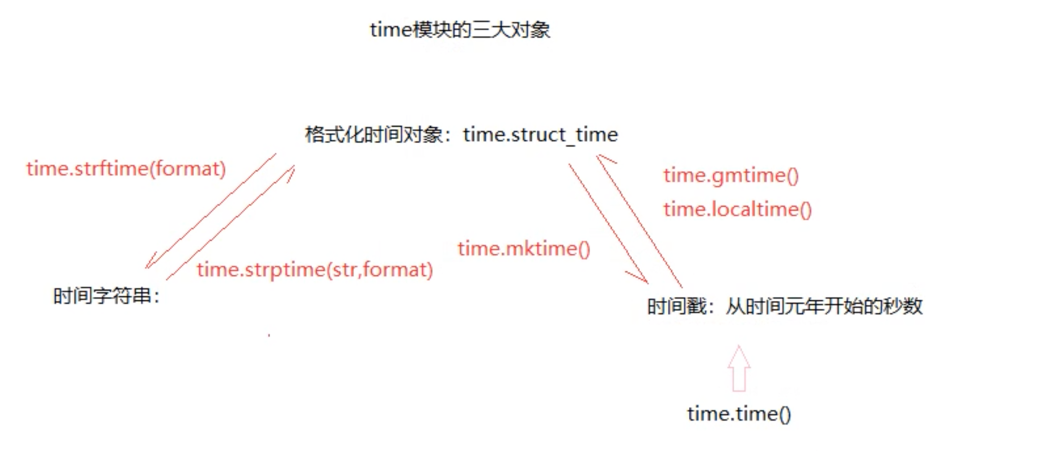 time模块的三大对象
格式化时间对象：time.struct_time
time.strftime(format)
time.gmtime()
time.localtime()
time.mktime()
time.strptime(str,format)
时间字符串：
时间戳：从时间元年开始的秒数
time.time()